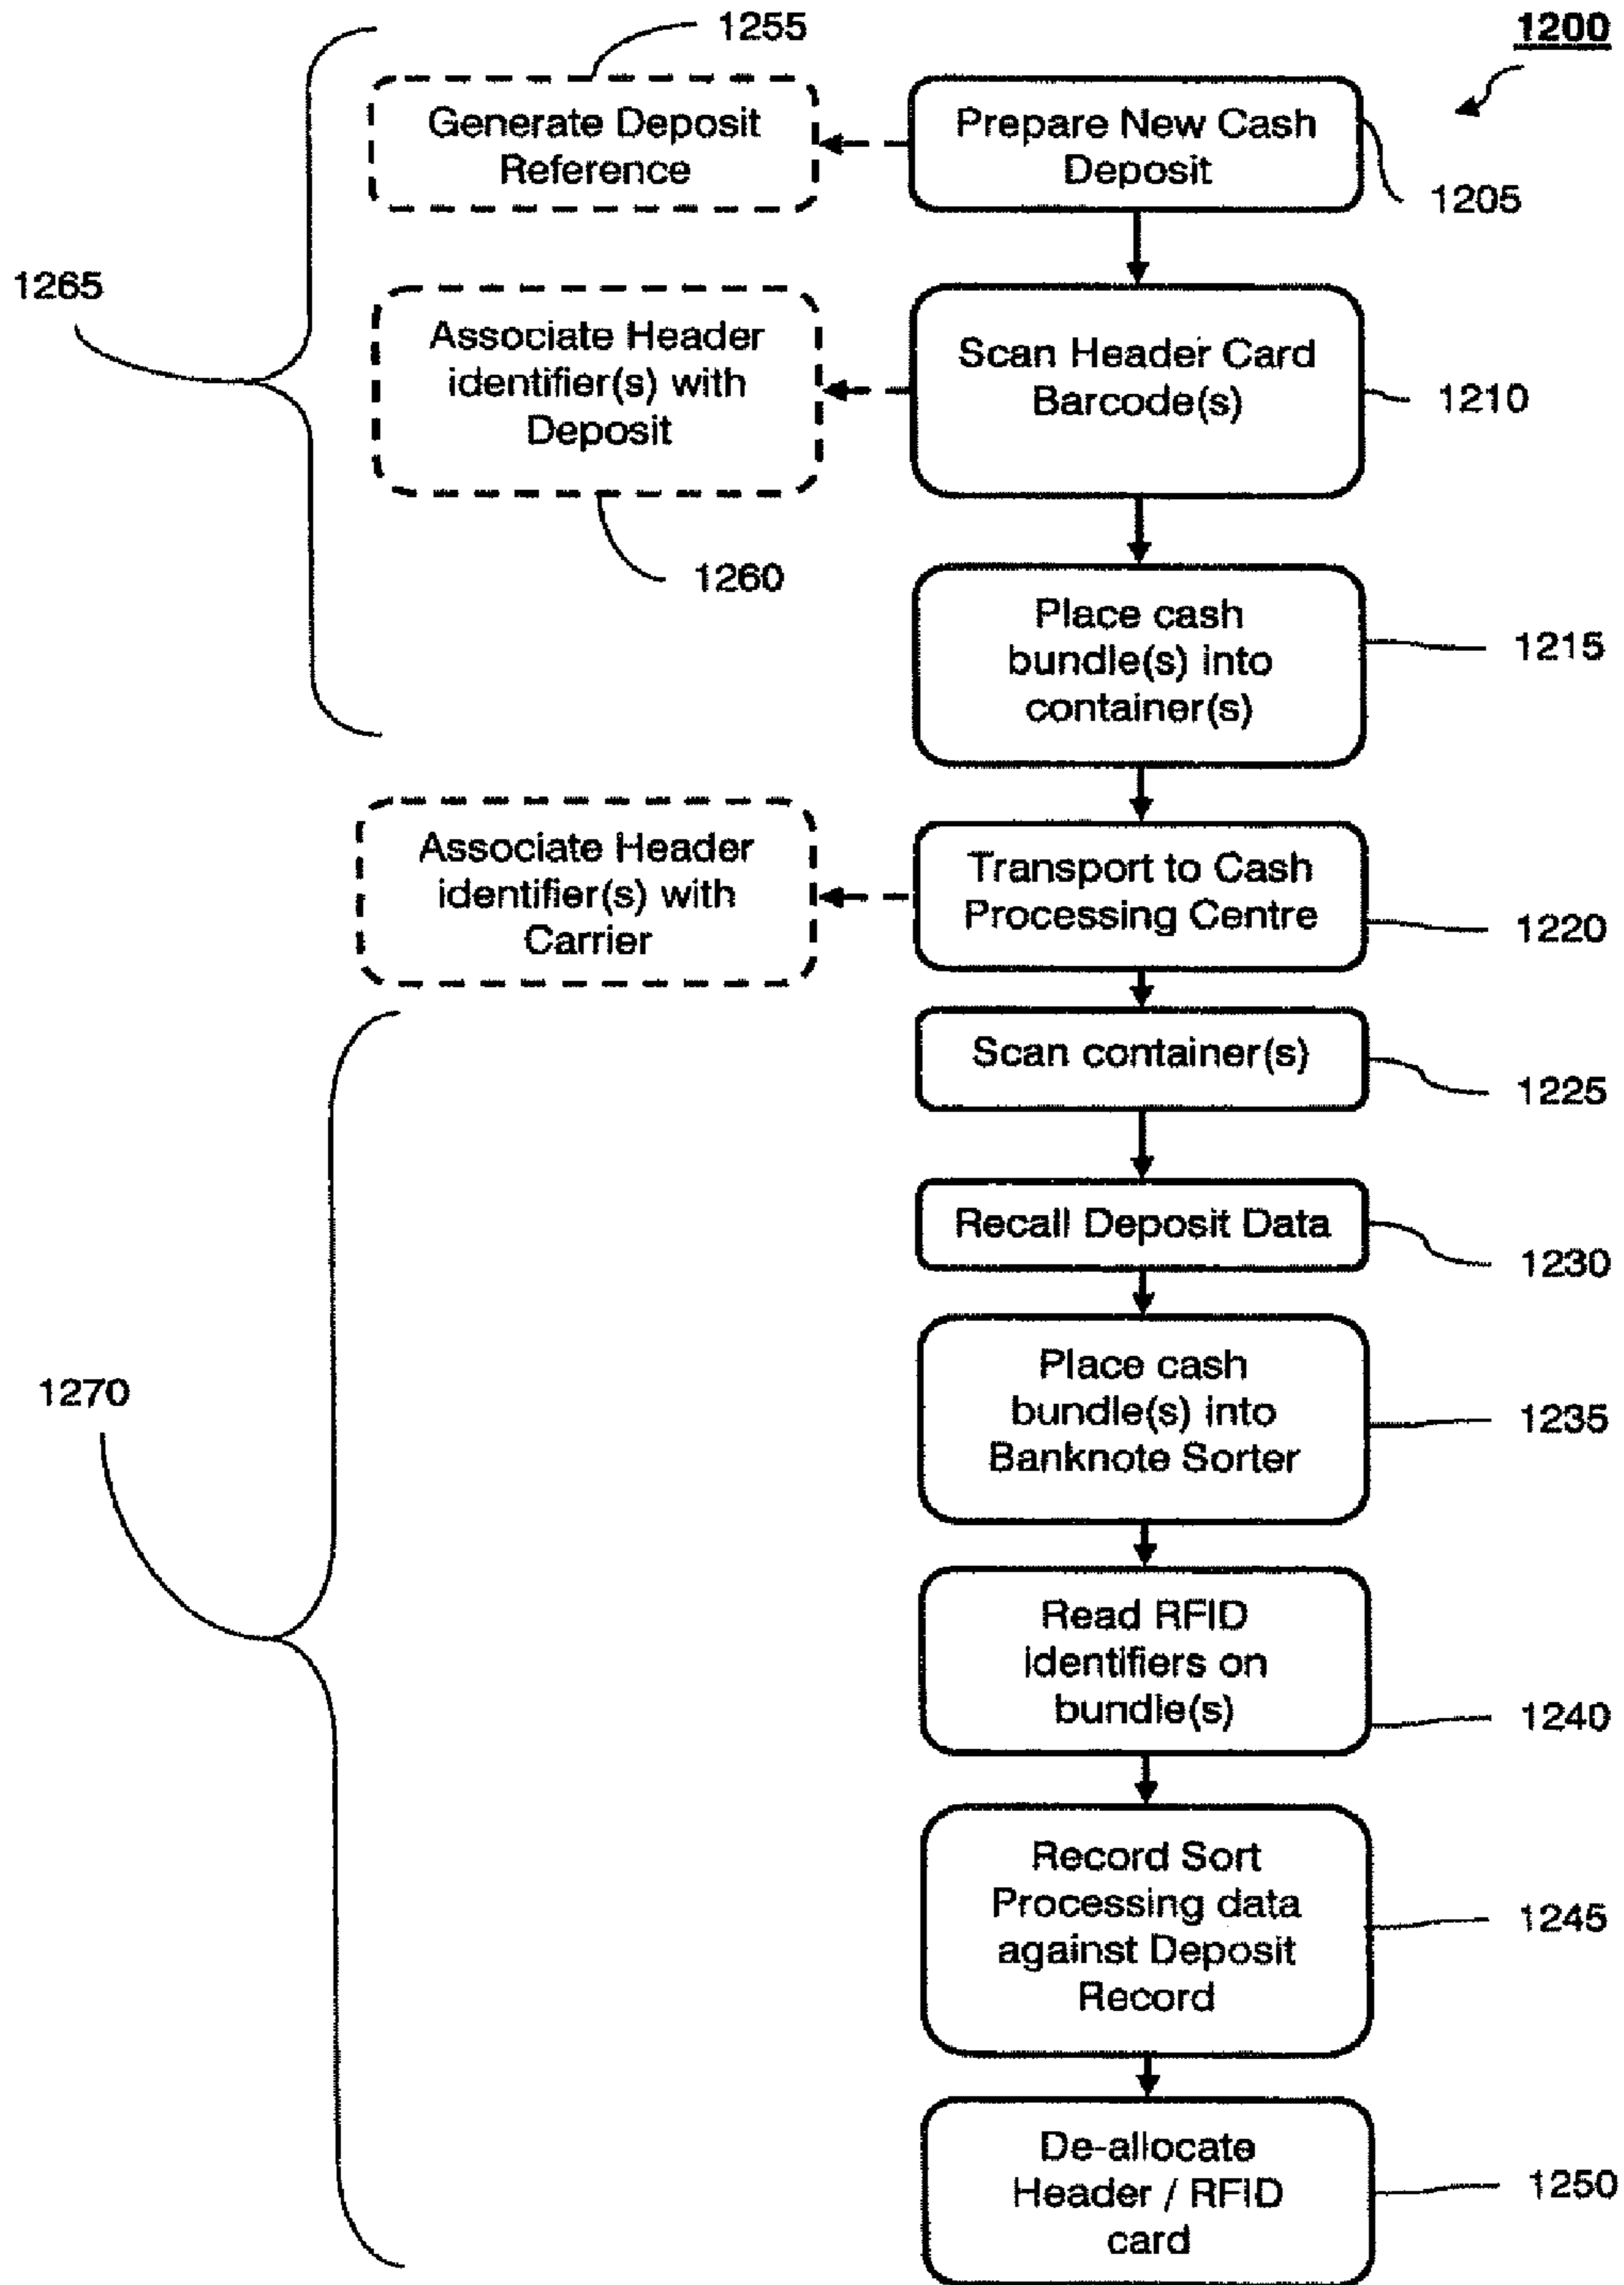 1200
1255
Generate Deposit
Reference
Prepare New Cash
Deposit
1205
1265
Associate Header
identifier(s) with
Deposit
Scan Header Card
Barcode(s)
1210
1260
Place cash
bundle(s) into
container(s)
1215
Associate Header
identifier(s) with
Carrier
Transport to Cash
Processing Centre
1220
Scan container(s)
1225
Recall Deposit Data
1230
1270
Place cash
bundle(s) into
Banknote Sorter
1235
Read RFID
identifiers on
bundle(s)
1240
Record Sort
Processing data
against Deposit
Record
1245
De-allocate
Header / RFID
card
1250